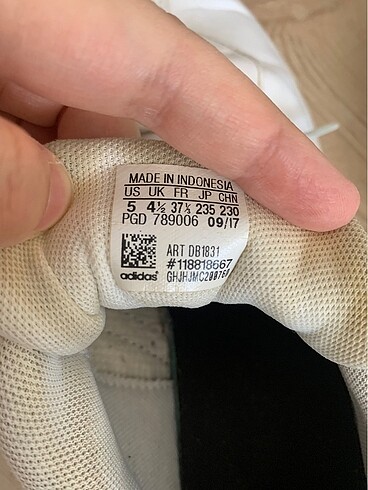 MADE IN INDONESIA
US UK FR JP CHN
5 4½ 37⅓ 235 230
PGD 789006 09/17
ART DB1831
#118818667
adidas